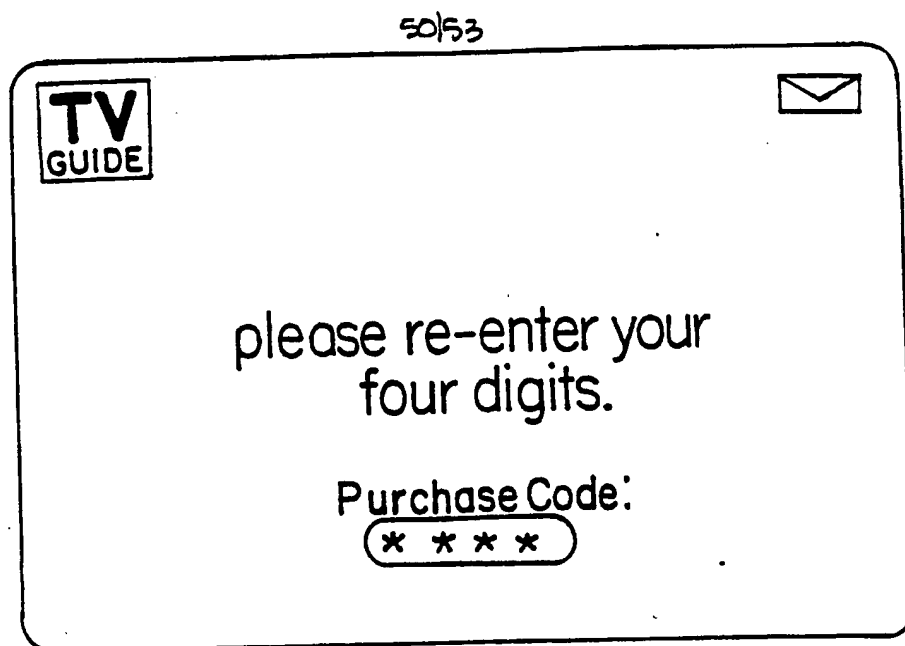 50/53
TV
GUIDE
please re-enter your
four digits.
Purchase Code:
* * * *